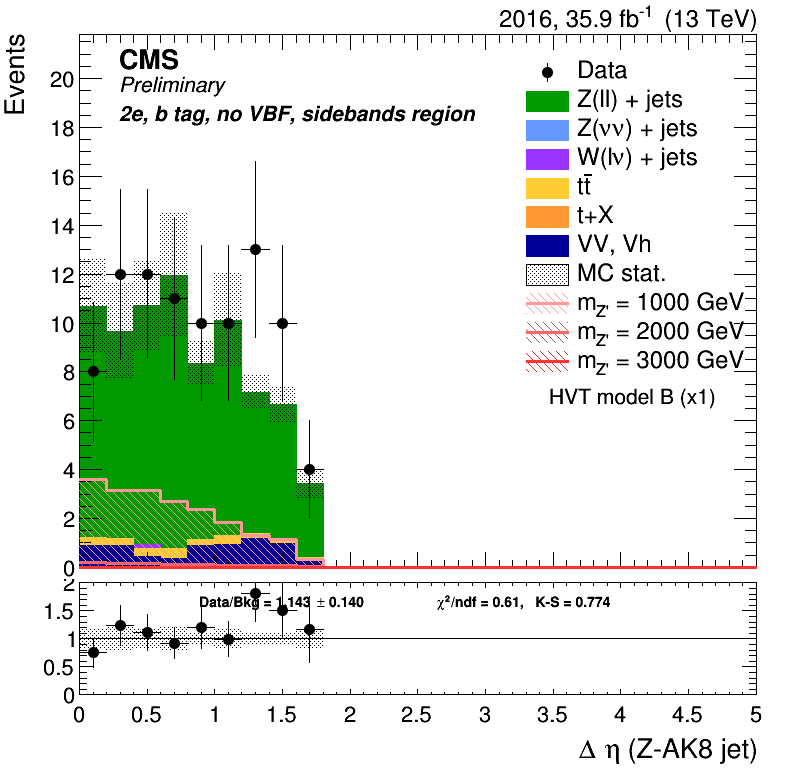 2016, 35.9 fb⁻¹ (13 TeV)
Events
CMS
Preliminary
2e, b tag, no VBF, sidebands region
Data
Z(ll) + jets
Z(νν) + jets
W(lν) + jets
tt̄
t+X
VV, Vh
MC stat.
m_Z' = 1000 GeV
m_Z' = 2000 GeV
m_Z' = 3000 GeV
HVT model B (x1)
20
18
16
14
12
10
8
6
4
2
0
Data/Bkg = 1.143 ± 0.140 χ²/ndf = 0.61, K-S = 0.774
2
1.5
1
0.5
0
0 0.5 1 1.5 2 2.5 3 3.5 4 4.5 5
Δ η (Z-AK8 jet)